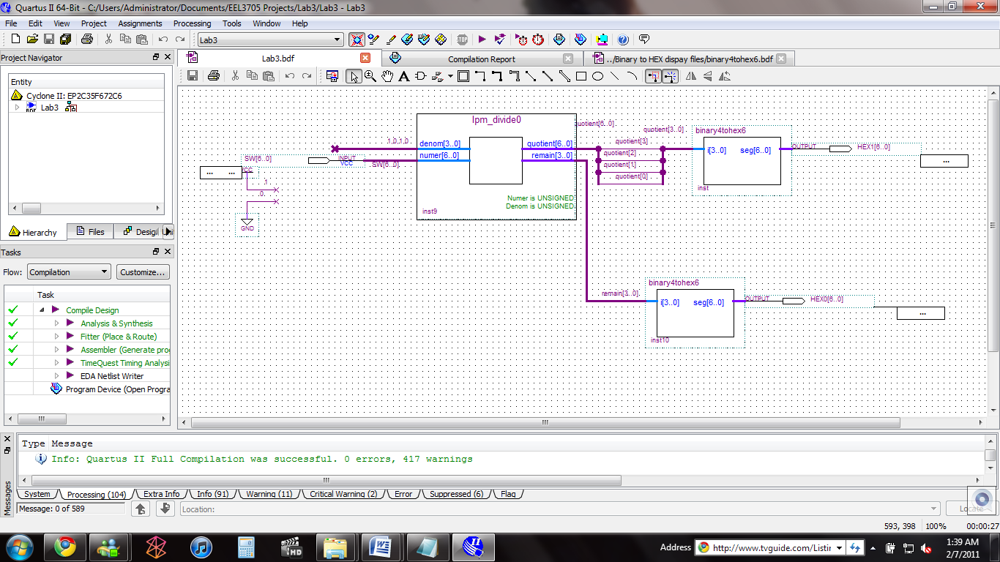 Quartus II 64-Bit - C:/Users/Administrator/Documents/EEL3705 Projects/Lab3/Lab3 - Lab3
File Edit View Project Assignments Processing Tools Window Help
Lab3
STOP
Project Navigator
Lab3.bdf
Compilation Report
../Binary to HEX dispay files/binary4tohex6.bdf
Entity
Cyclone II: EP2C35F672C6
Lab3
Hierarchy
Files
Design
Tasks
Flow: Compilation Customize...
Task
Compile Design
Analysis & Synthesis
Fitter (Place & Route)
Assembler (Generate pro
TimeQuest Timing Analysi
EDA Netlist Writer
Program Device (Open Progra
lpm_divide0
1,0,1,0
denom[3..0]
numer[6..0]
quotient[6..0]
remain[3..0]
Numer is UNSIGNED
Denom is UNSIGNED
inst9
SW[6..0]
INPUT
VCC
SW[6..0]
... ...
VCC
1
0
GND
quotient[6..0]
quotient[3..0]
quotient[3]
quotient[2]
quotient[1]
quotient[0]
binary4tohex6
i[3..0] seg[6..0]
inst
OUTPUT
HEX1[6..0]
...
remain[3..0]
binary4tohex6
i[3..0] seg[6..0]
inst10
OUTPUT
HEX0[6..0]
...
Messages
Type Message
Info: Quartus II Full Compilation was successful. 0 errors, 417 warnings
System Processing (104) Extra Info Info (91) Warning (11) Critical Warning (2) Error Suppressed (6) Flag
Message: 0 of 589
Location:
Locate
593, 398 100% 00:00:27
HD
W
II
Address http://www.tvguide.com/Listin
1:39 AM
2/7/2011